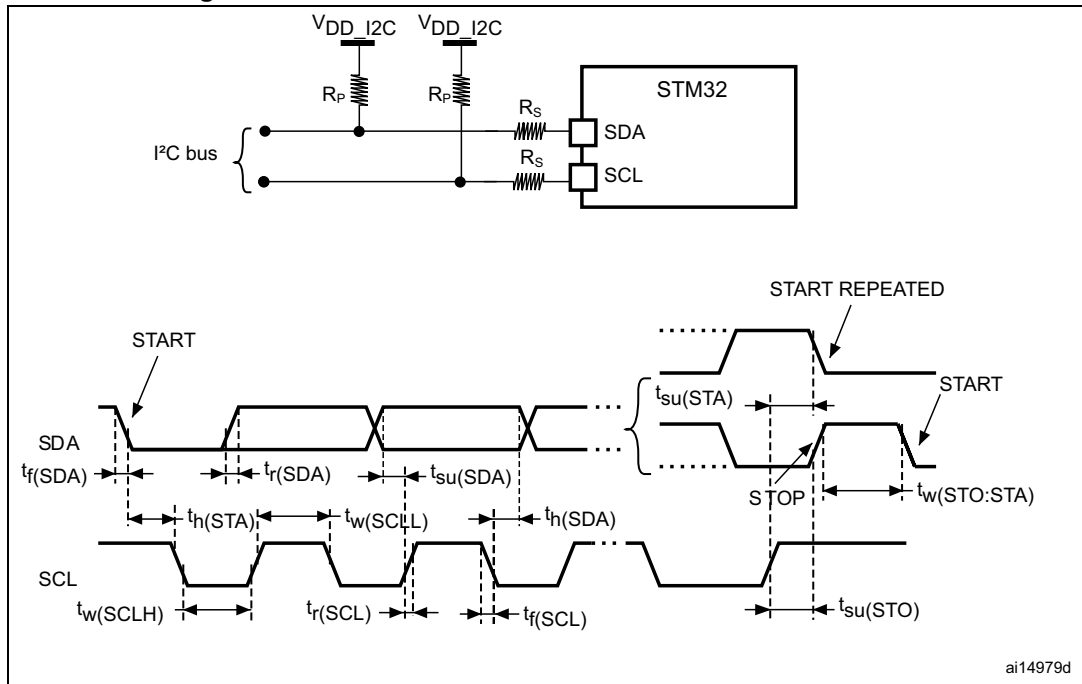 VDD_I2C VDD_I2C
RP RP STM32
RS SDA
I²C bus
RS SCL
START REPEATED
START
tsu(STA) START
SDA
tf(SDA) tr(SDA) tsu(SDA) STOP tw(STO:STA)
th(STA) tw(SCLL) th(SDA)
SCL
tw(SCLH) tr(SCL) tf(SCL) tsu(STO)
ai14979d